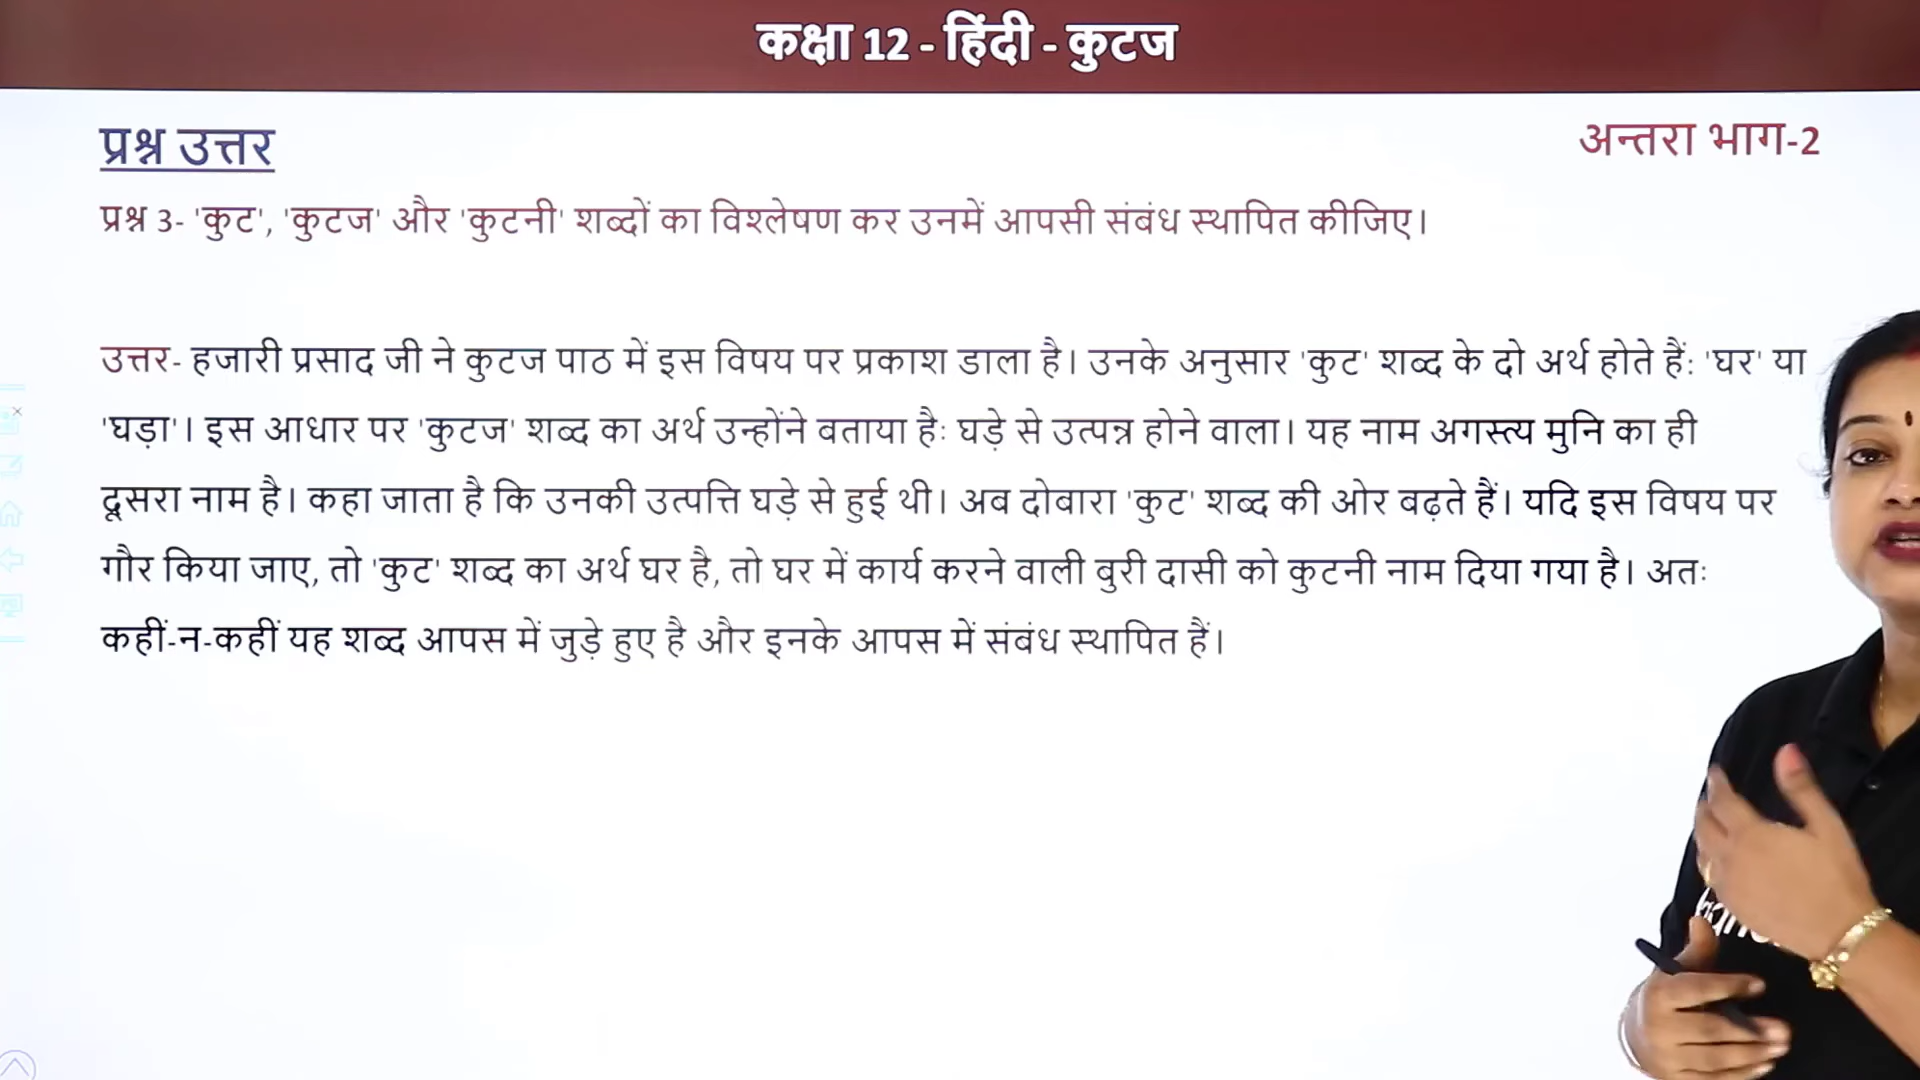 कक्षा 12 - हिंदी - कुटज
प्रश्न उत्तर
अन्तरा भाग-2
प्रश्न 3- 'कुट', 'कुटज' और 'कुटनी' शब्दों का विश्लेषण कर उनमें आपसी संबंध स्थापित कीजिए।
उत्तर- हजारी प्रसाद जी ने कुटज पाठ में इस विषय पर प्रकाश डाला है। उनके अनुसार 'कुट' शब्द के दो अर्थ होते हैं: 'घर' या
'घड़ा'। इस आधार पर 'कुटज' शब्द का अर्थ उन्होंने बताया है: घड़े से उत्पन्न होने वाला। यह नाम अगस्त्य मुनि का ही
दूसरा नाम है। कहा जाता है कि उनकी उत्पत्ति घड़े से हुई थी। अब दोबारा 'कुट' शब्द की ओर बढ़ते हैं। यदि इस विषय पर
गौर किया जाए, तो 'कुट' शब्द का अर्थ घर है, तो घर में कार्य करने वाली बुरी दासी को कुटनी नाम दिया गया है। अतः
कहीं-न-कहीं यह शब्द आपस में जुड़े हुए है और इनके आपस में संबंध स्थापित हैं।